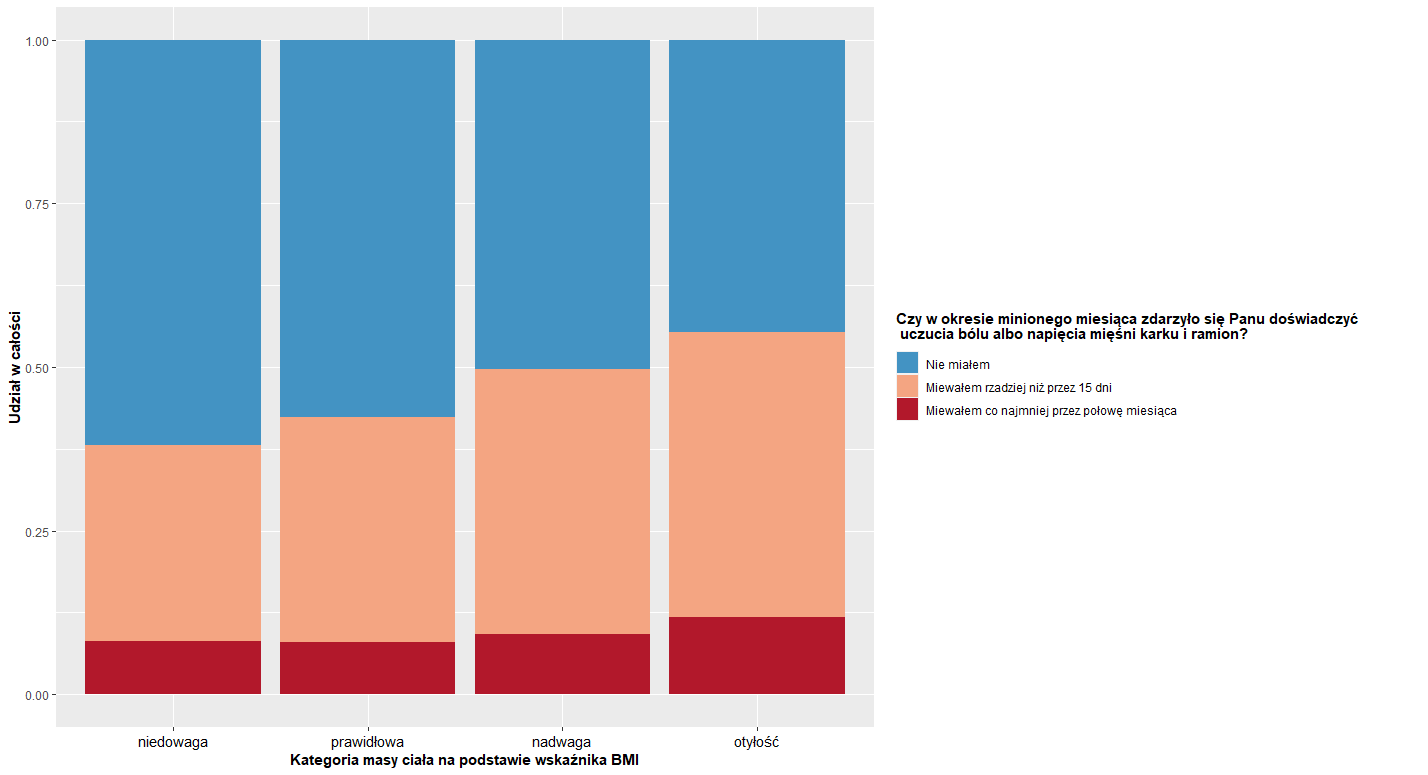 1.00
0.75
0.50
0.25
0.00
Udział w całości
niedowaga prawidłowa nadwaga otyłość
Kategoria masy ciała na podstawie wskaźnika BMI
Czy w okresie minionego miesiąca zdarzyło się Panu doświadczyć
uczucia bólu albo napięcia mięśni karku i ramion?
Nie miałem
Miewałem rzadziej niż przez 15 dni
Miewałem co najmniej przez połowę miesiąca